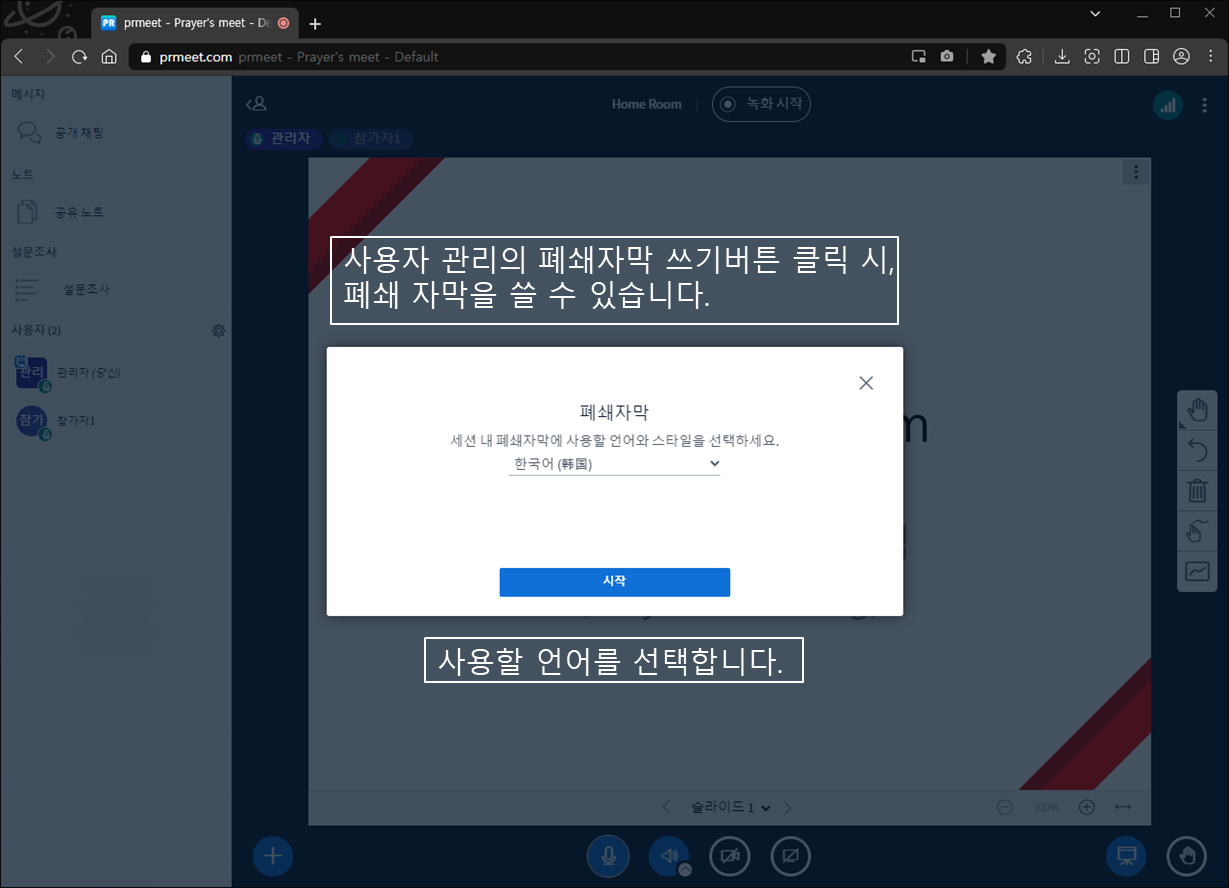 PR prmeet - Prayer's meet - De
prmeet.com prmeet - Prayer's meet - Default
메시지
공개 채팅
노트
공유 노트
설문조사
설문조사
사용자 (2)
관리 관리자 (당신)
참가 참가자1
Home Room
녹화 시작
관리자
참가자1
사용자 관리의 폐쇄자막 쓰기버튼 클릭 시,
폐쇄 자막을 쓸 수 있습니다.
폐쇄자막
세션 내 폐쇄자막에 사용할 언어와 스타일을 선택하세요.
한국어 (韩国)
시작
사용할 언어를 선택합니다.
슬라이드 1
100%